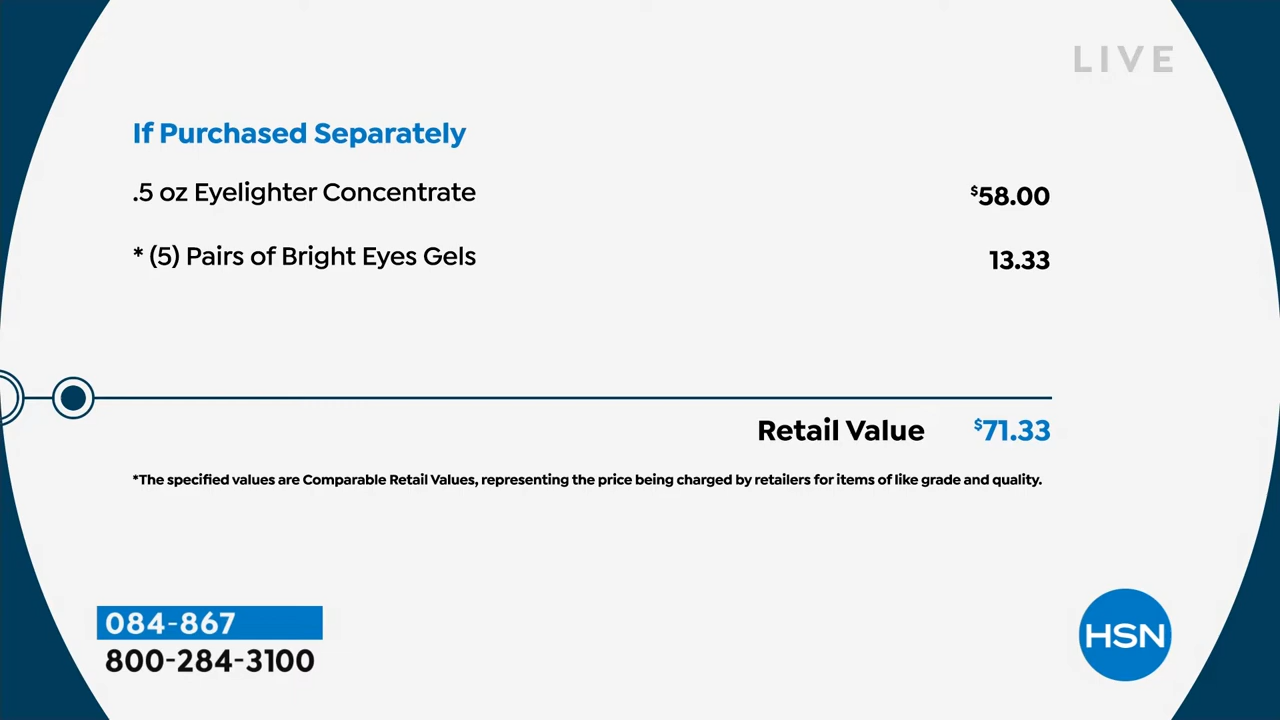 LIVE
If Purchased Separately
.5 oz Eyelighter Concentrate $58.00
* (5) Pairs of Bright Eyes Gels 13.33
Retail Value $71.33
*The specified values are Comparable Retail Values, representing the price being charged by retailers for items of like grade and quality.
084-867
800-284-3100
HSN